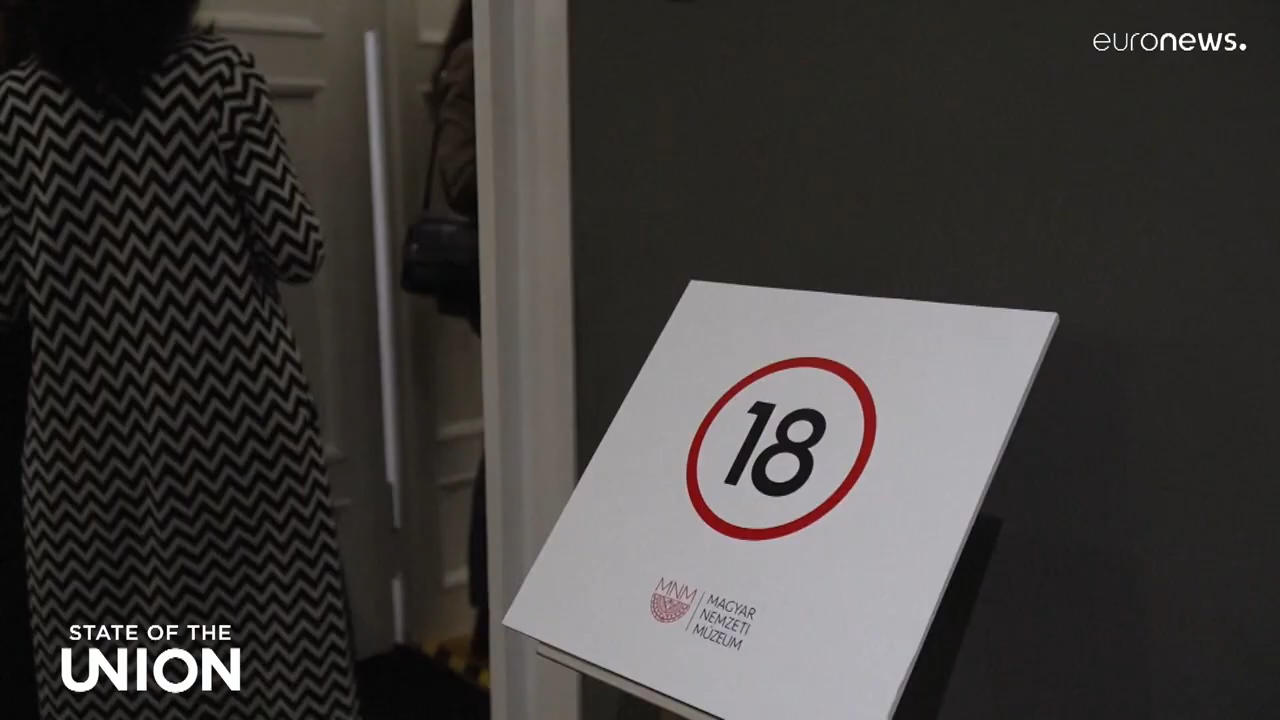 euronews.
18
MNM
MAGYAR
NEMZETI
MÚZEUM
STATE OF THE
UNION